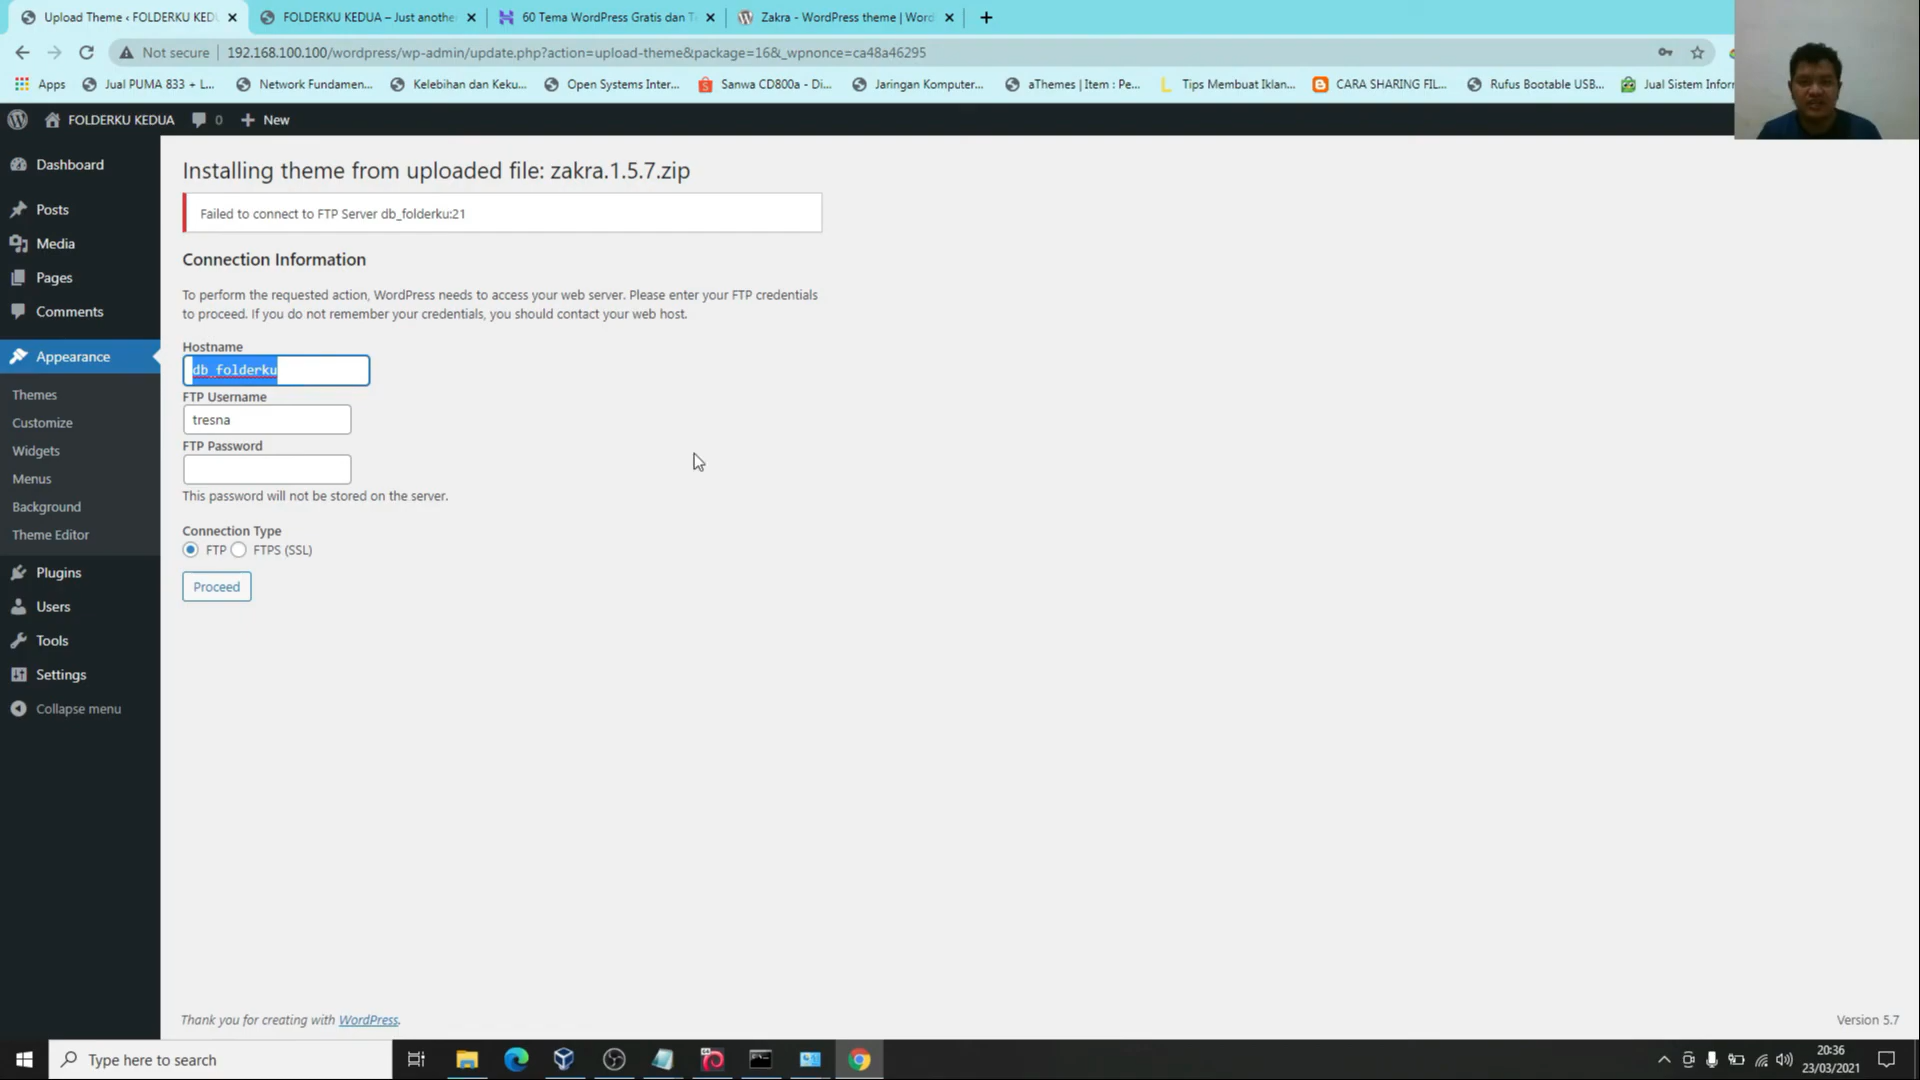 Upload Theme ‹ FOLDERKU KEDU
FOLDERKU KEDUA – Just anothe
60 Tema WordPress Gratis dan T
Zakra - WordPress theme | Word
Not secure
192.168.100.100/wordpress/wp-admin/update.php?action=upload-theme&package=16&_wpnonce=ca48a46295
Apps
Jual PUMA 833 + L...
Network Fundamen...
Kelebihan dan Keku...
Open Systems Inter...
Sanwa CD800a - Di...
Jaringan Komputer...
aThemes | Item : Pe...
Tips Membuat Iklan...
CARA SHARING FIL...
Rufus Bootable USB...
Jual Sistem Infor
FOLDERKU KEDUA
0
New
Dashboard
Posts
Media
Pages
Comments
Appearance
Themes
Customize
Widgets
Menus
Background
Theme Editor
Plugins
Users
Tools
Settings
Collapse menu
Installing theme from uploaded file: zakra.1.5.7.zip
Failed to connect to FTP Server db_folderku:21
Connection Information
To perform the requested action, WordPress needs to access your web server. Please enter your FTP credentials
to proceed. If you do not remember your credentials, you should contact your web host.
Hostname
db_folderku
FTP Username
tresna
FTP Password
This password will not be stored on the server.
Connection Type
FTP
FTPS (SSL)
Proceed
Thank you for creating with WordPress.
Version 5.7
Type here to search
20:36
23/03/2021